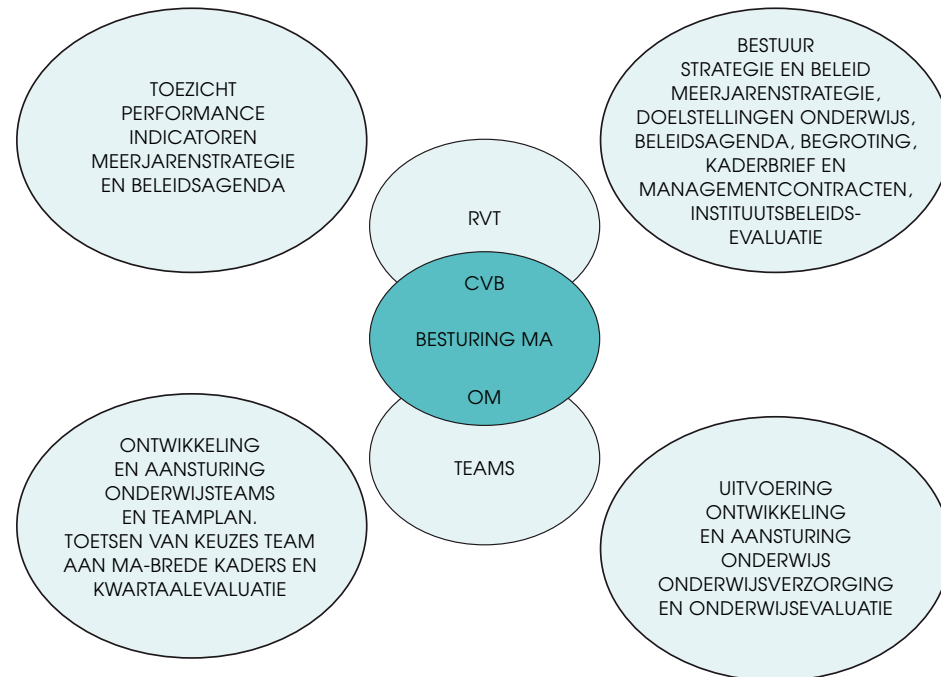 TOEZICHT
PERFORMANCE
INDICATOREN
MEERJARENSTRATEGIE
EN BELEIDSAGENDA
BESTUUR
STRATEGIE EN BELEID
MEERJARENSTRATEGIE,
DOELSTELLINGEN ONDERWIJS,
BELEIDSAGENDA, BEGROTING,
KADERBRIEF EN
MANAGEMENTCONTRACTEN,
INSTITUUTSBELEIDS-
EVALUATIE
RVT
CVB
BESTURING MA
OM
TEAMS
ONTWIKKELING
EN AANSTURING
ONDERWIJSTEAMS
EN TEAMPLAN.
TOETSEN VAN KEUZES TEAM
AAN MA-BREDE KADERS EN
KWARTAALEVALUATIE
UITVOERING
ONTWIKKELING
EN AANSTURING
ONDERWIJS
ONDERWIJSVERZORGING
EN ONDERWIJSEVALUATIE